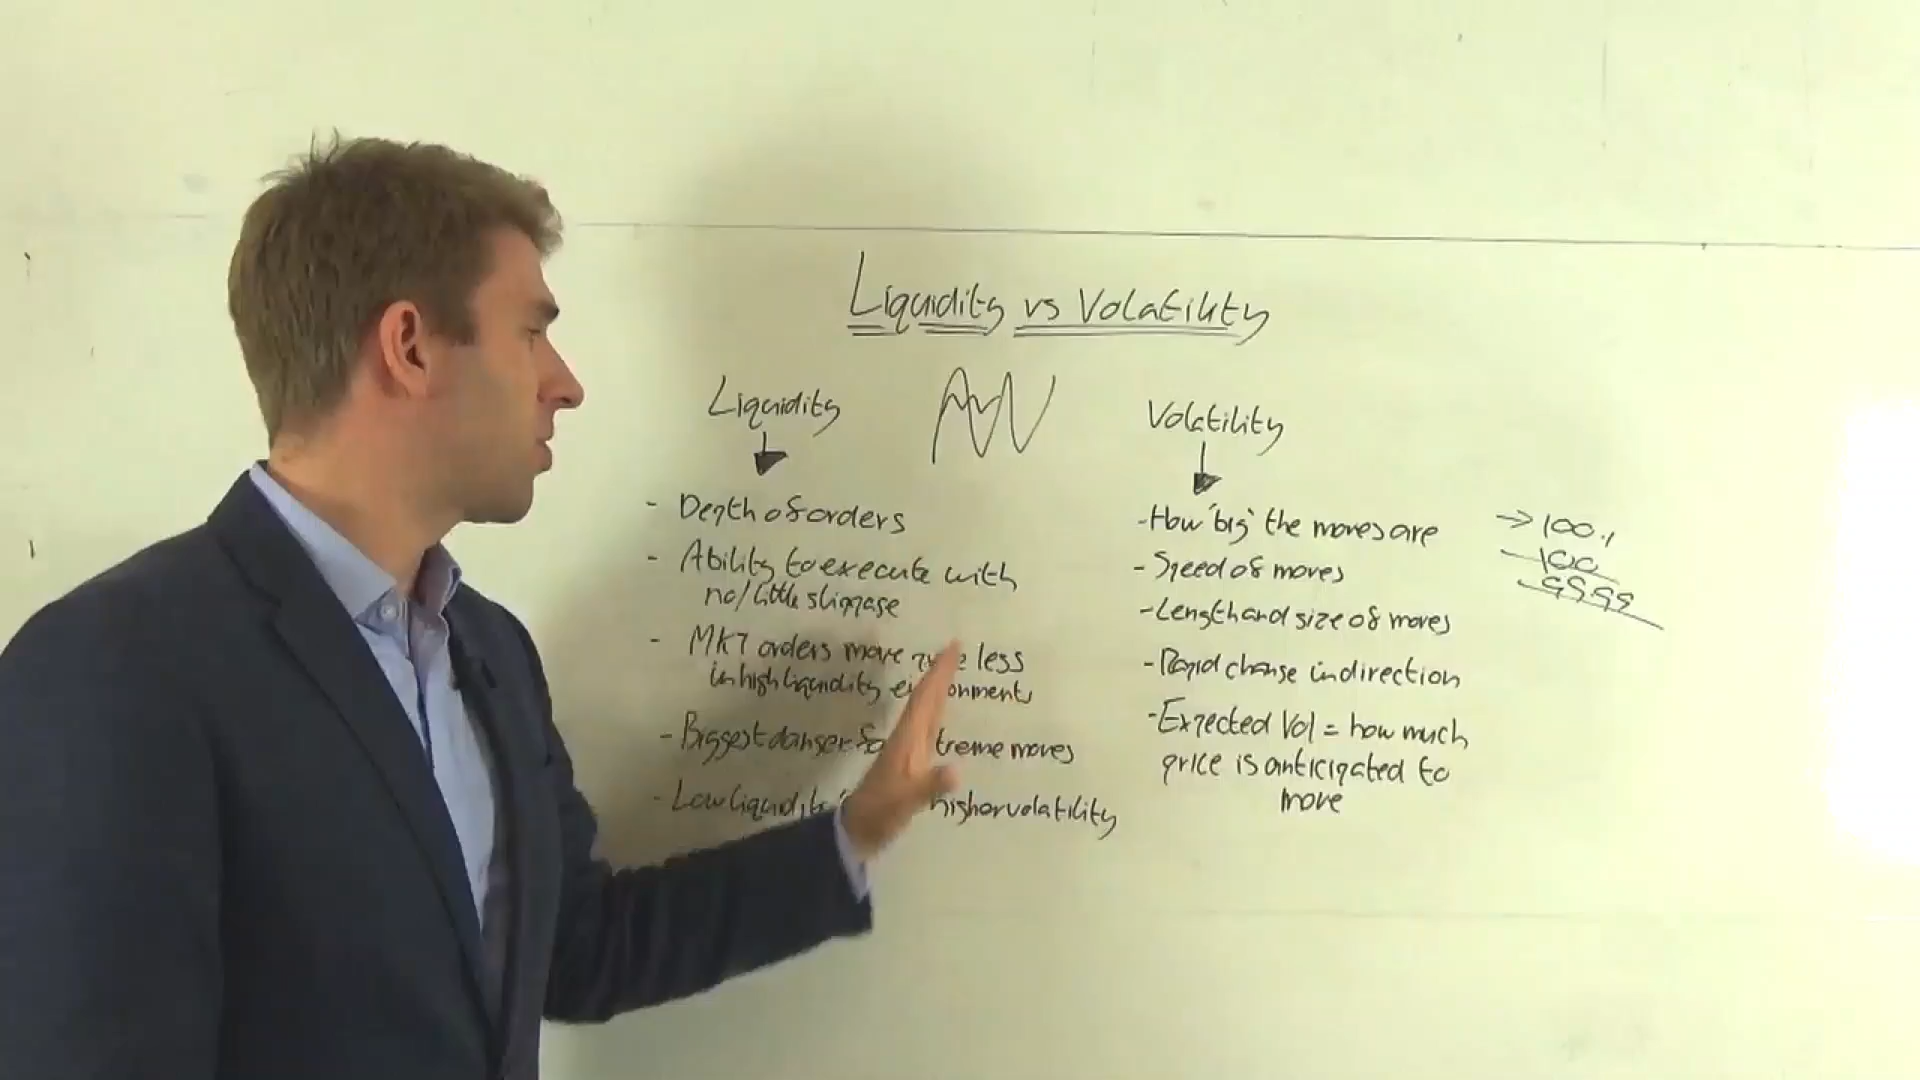 Liquidity vs Volatility
Liquidity
- Depth of orders
- Ability to execute with
no/little slippage
- MKT orders move less
in high liquidity
- Biggest danger moves
- Low liquidity higher volatility
Volatility
- How 'big' the moves are
- Speed of moves
- Length and size of moves
- Rapid change in direction
- Expected Vol = how much
price is anticipated to
move
→ 100.1
100
99.99